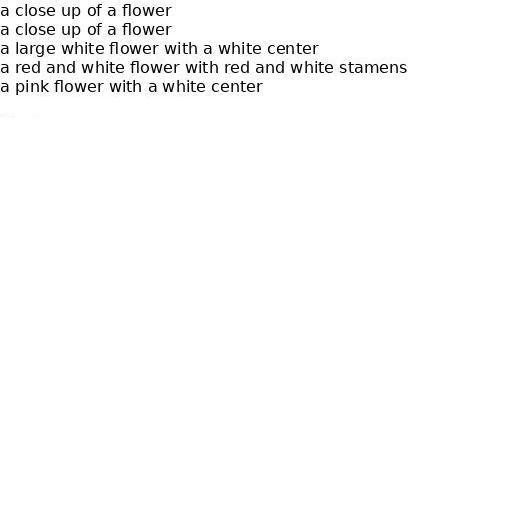 a close up of a flower
a close up of a flower
a large white flower with a white center
a red and white flower with red and white stamens
a pink flower with a white center